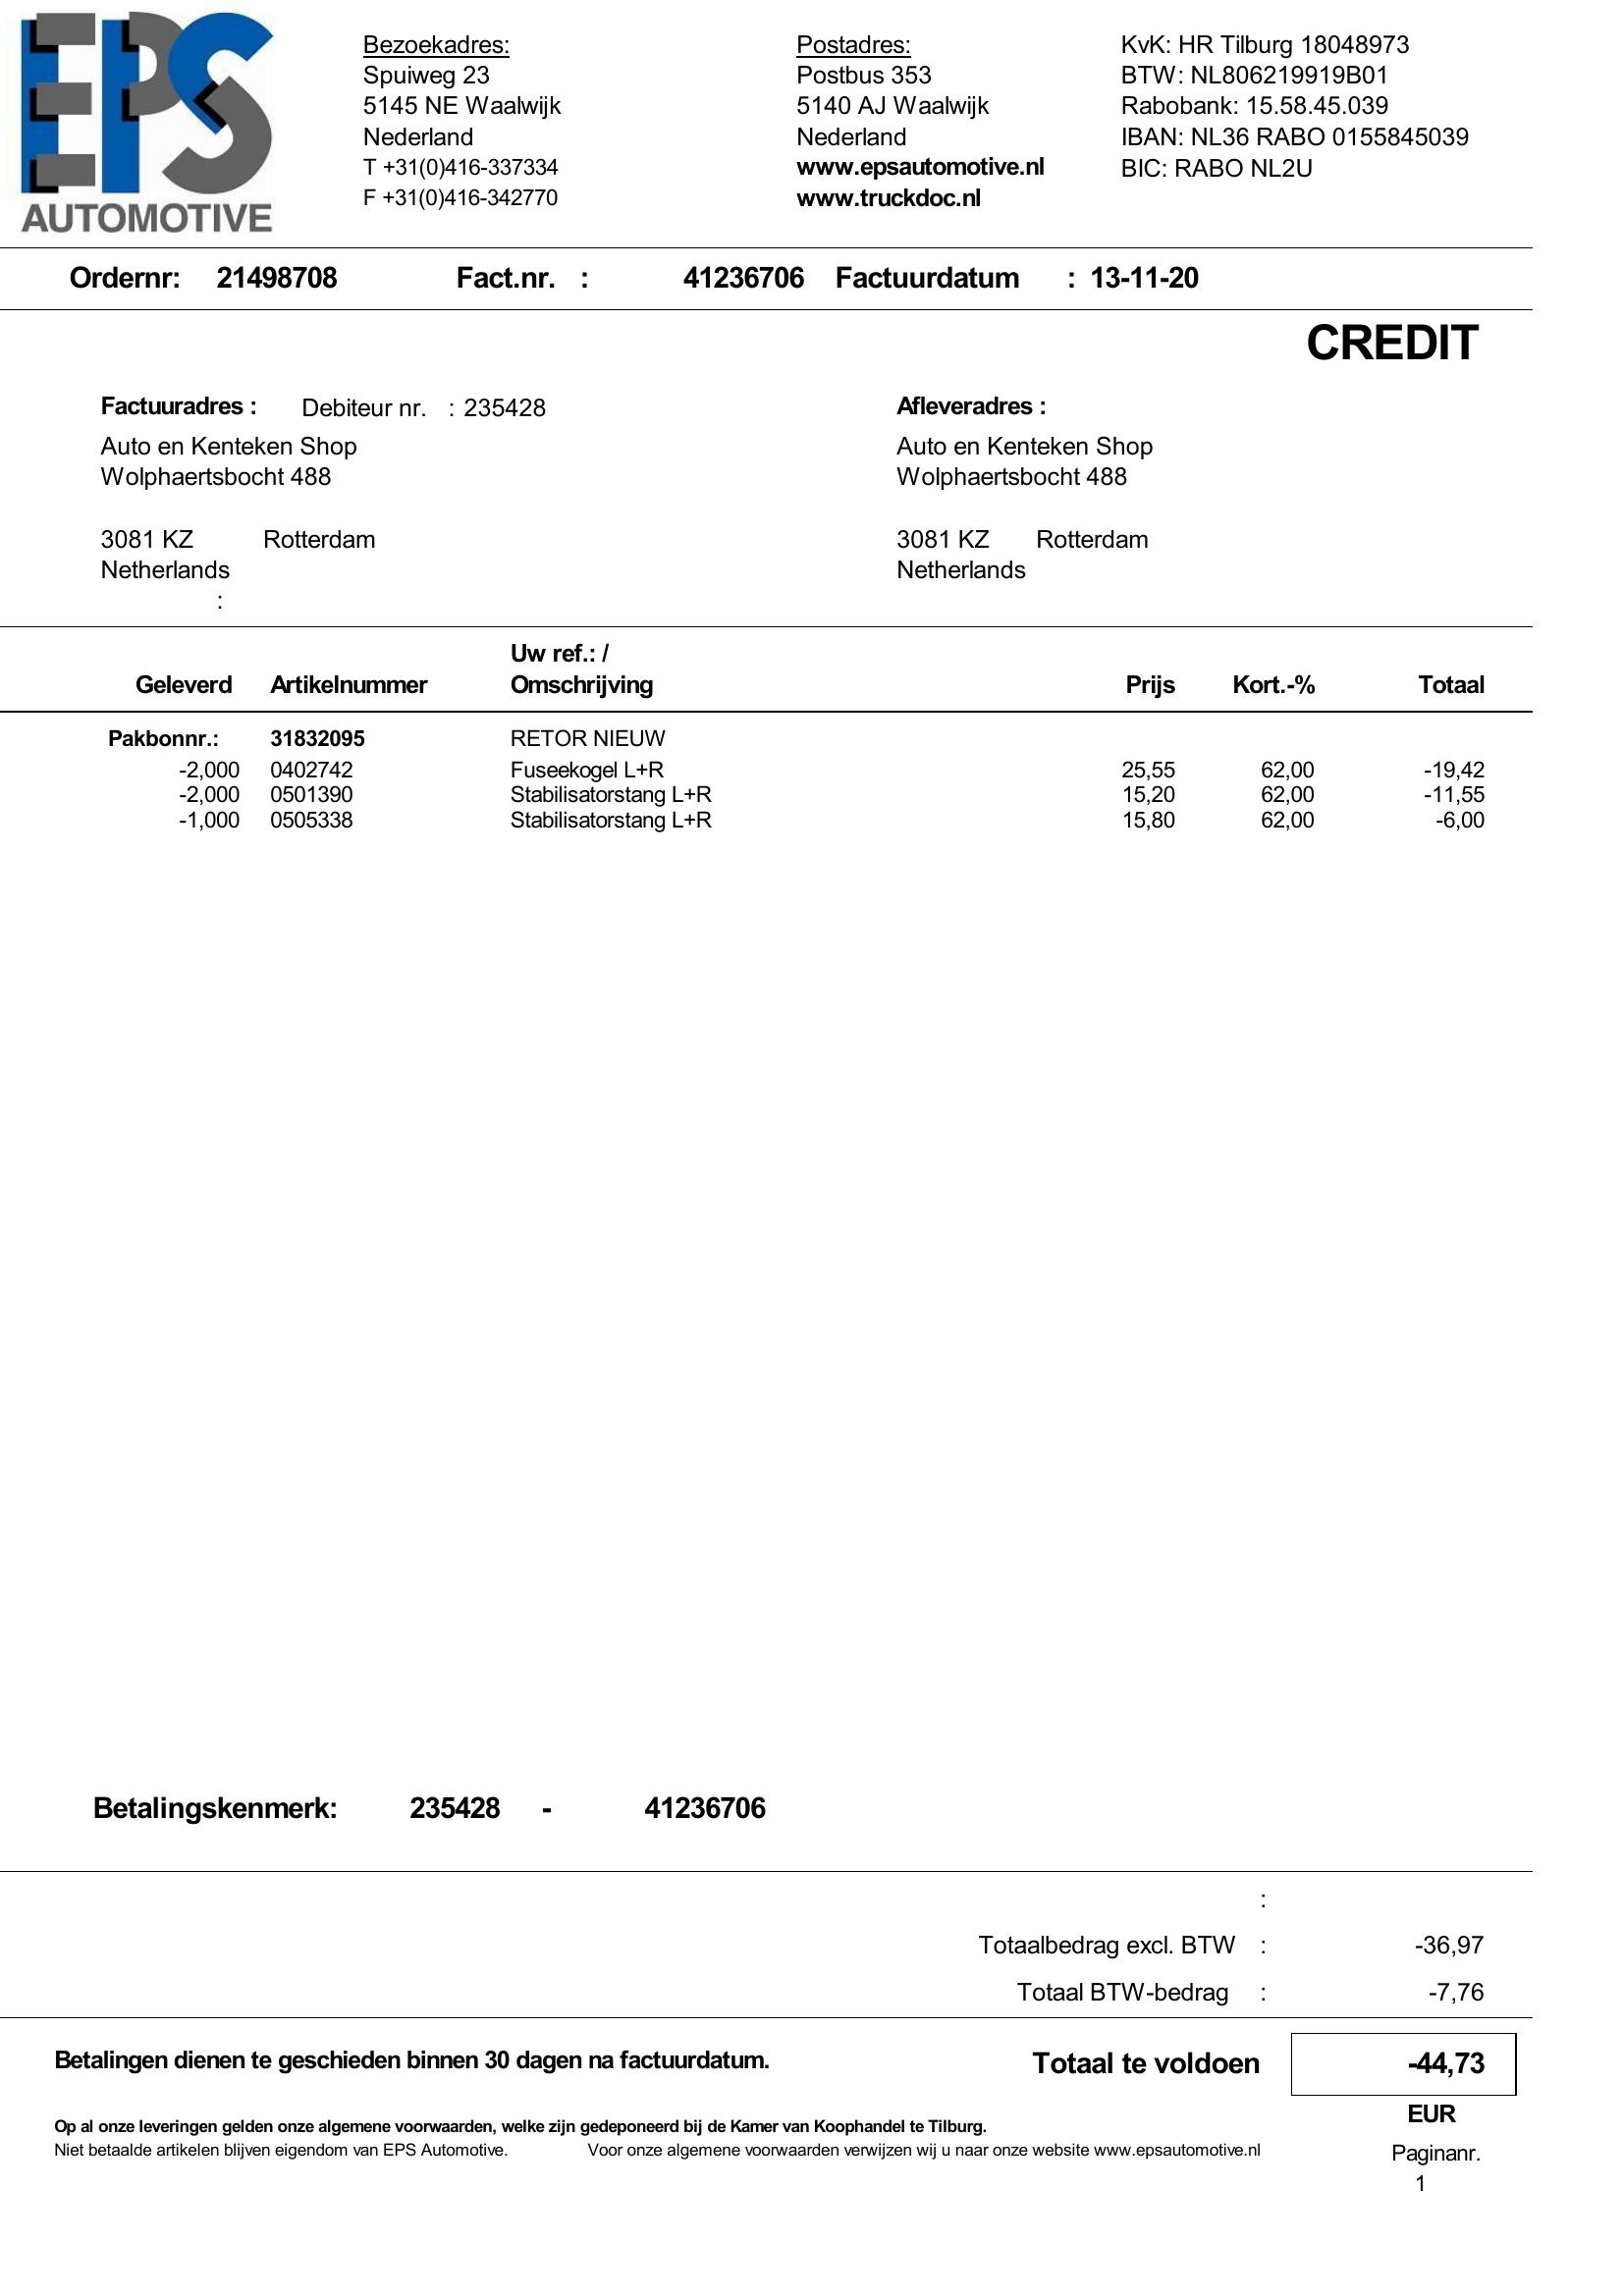 EPS
AUTOMOTIVE
Bezoekadres:
Spuiweg 23
5145 NE Waalwijk
Nederland
T +31(0)416-337334
F +31(0)416-342770
Postadres:
Postbus 353
5140 AJ Waalwijk
Nederland
www.epsautomotive.nl
www.truckdoc.nl
KvK: HR Tilburg 18048973
BTW: NL806219919B01
Rabobank: 15.58.45.039
IBAN: NL36 RABO 0155845039
BIC: RABO NL2U
Ordernr: 21498708 Fact.nr. : 41236706 Factuurdatum : 13-11-20
CREDIT
Factuuradres : Debiteur nr. : 235428
Auto en Kenteken Shop
Wolphaertsbocht 488
3081 KZ Rotterdam
Netherlands
:
Afleveradres :
Auto en Kenteken Shop
Wolphaertsbocht 488
3081 KZ Rotterdam
Netherlands
Uw ref.: /
Geleverd Artikelnummer Omschrijving Prijs Kort.-% Totaal
Pakbonnr.: 31832095 RETOR NIEUW
-2,000 0402742 Fuseekogel L+R 25,55 62,00 -19,42
-2,000 0501390 Stabilisatorstang L+R 15,20 62,00 -11,55
-1,000 0505338 Stabilisatorstang L+R 15,80 62,00 -6,00
Betalingskenmerk: 235428 - 41236706
:
Totaalbedrag excl. BTW : -36,97
Totaal BTW-bedrag : -7,76
Betalingen dienen te geschieden binnen 30 dagen na factuurdatum. Totaal te voldoen -44,73
EUR
Op al onze leveringen gelden onze algemene voorwaarden, welke zijn gedeponeerd bij de Kamer van Koophandel te Tilburg.
Niet betaalde artikelen blijven eigendom van EPS Automotive. Voor onze algemene voorwaarden verwijzen wij u naar onze website www.epsautomotive.nl
Paginanr.
1